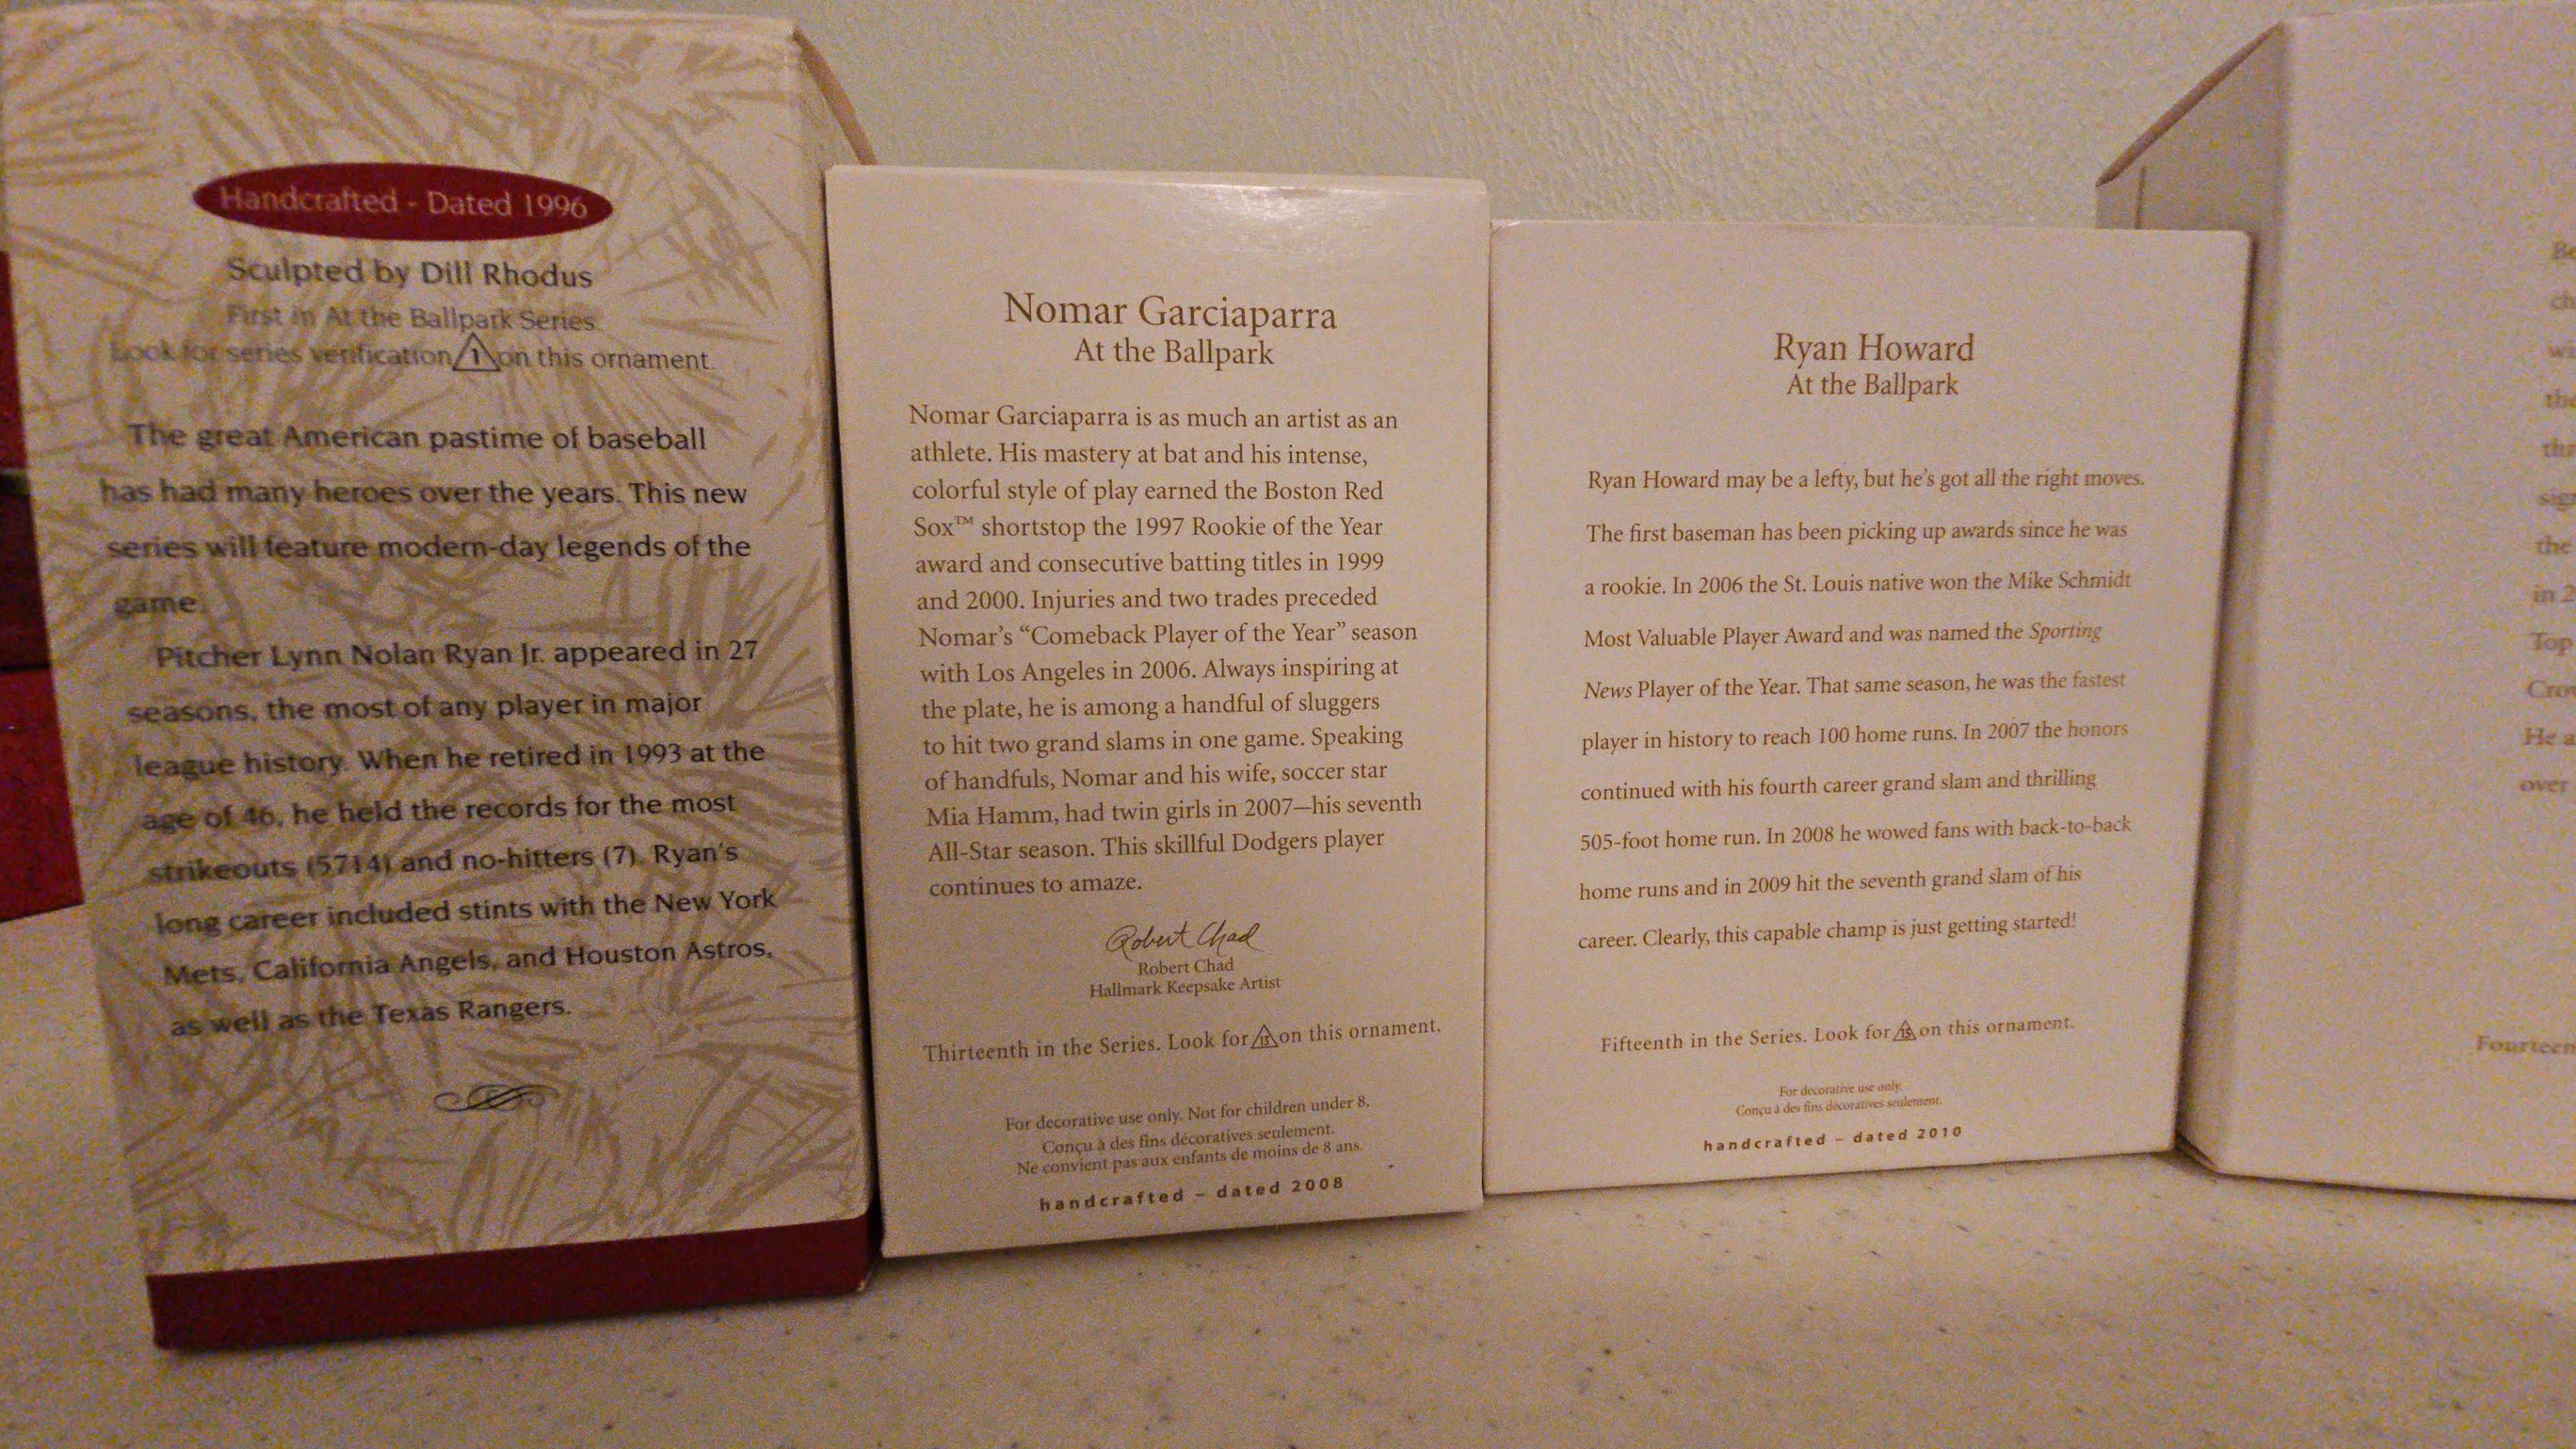 Handcrafted - Dated 1996
Sculpted by Dill Rhodus
First in At the Ballpark Series.
Look for series verification 1 on this ornament.
The great American pastime of baseball
has had many heroes over the years. This new
series will feature modern-day legends of the
game.
Pitcher Lynn Nolan Ryan Jr. appeared in 27
seasons, the most of any player in major
league history. When he retired in 1993 at the
age of 46, he held the records for the most
strikeouts (5714) and no-hitters (7). Ryan's
long career included stints with the New York
Mets, California Angels, and Houston Astros,
as well as the Texas Rangers.
Nomar Garciaparra
At the Ballpark
Nomar Garciaparra is as much an artist as an
athlete. His mastery at bat and his intense,
colorful style of play earned the Boston Red
Sox™ shortstop the 1997 Rookie of the Year
award and consecutive batting titles in 1999
and 2000. Injuries and two trades preceded
Nomar's “Comeback Player of the Year” season
with Los Angeles in 2006. Always inspiring at
the plate, he is among a handful of sluggers
to hit two grand slams in one game. Speaking
of handfuls, Nomar and his wife, soccer star
Mia Hamm, had twin girls in 2007—his seventh
All-Star season. This skillful Dodgers player
continues to amaze.
Robert Chad
Robert Chad
Hallmark Keepsake Artist
Thirteenth in the Series. Look for 13 on this ornament.
For decorative use only. Not for children under 8.
Conçu à des fins décoratives seulement.
Ne convient pas aux enfants de moins de 8 ans.
handcrafted – dated 2008
Ryan Howard
At the Ballpark
Ryan Howard may be a lefty, but he's got all the right moves.
The first baseman has been picking up awards since he was
a rookie. In 2006 the St. Louis native won the Mike Schmidt
Most Valuable Player Award and was named the Sporting
News Player of the Year. That same season, he was the fastest
player in history to reach 100 home runs. In 2007 the honors
continued with his fourth career grand slam and thrilling
505-foot home run. In 2008 he wowed fans with back-to-back
home runs and in 2009 hit the seventh grand slam of his
career. Clearly, this capable champ is just getting started!
Fifteenth in the Series. Look for 15 on this ornament.
For decorative use only.
Conçu à des fins décoratives seulement.
handcrafted – dated 2010
the
in 2
Top
He a
over
Fourteen